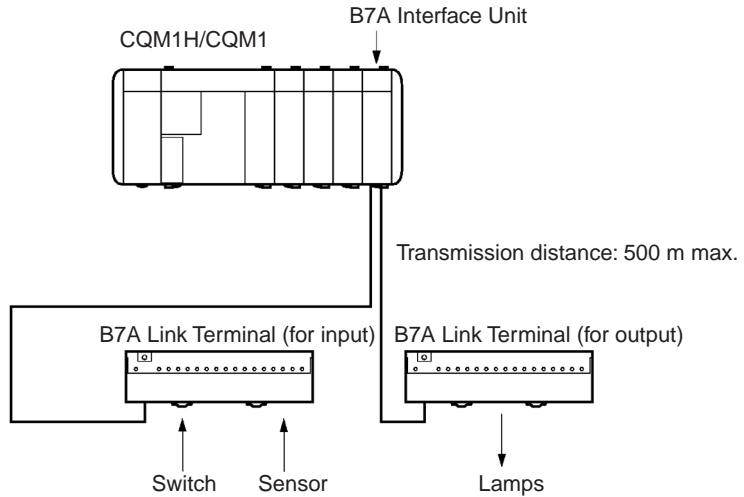 B7A Interface Unit
CQM1H/CQM1
Transmission distance: 500 m max.
B7A Link Terminal (for input)
B7A Link Terminal (for output)
Switch
Sensor
Lamps